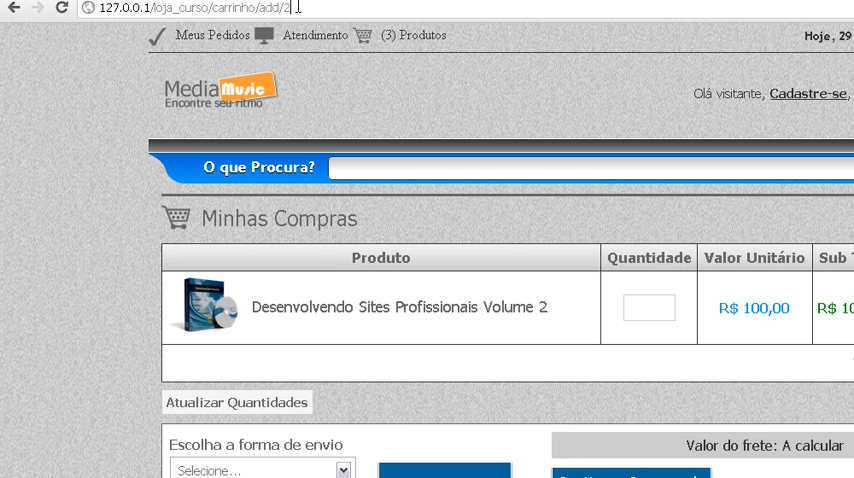 127.0.0.1/loja_curso/carrinho/add/2
Meus Pedidos Atendimento (3) Produtos Hoje, 29
Media Music
Encontre seu ritmo
Olá visitante, Cadastre-se,
O que Procura?
Minhas Compras
Produto Quantidade Valor Unitário Sub
Desenvolvendo Sites Profissionais Volume 2 R$ 100,00 R$ 10
Atualizar Quantidades
Escolha a forma de envio Valor do frete: A calcular
Selecione...